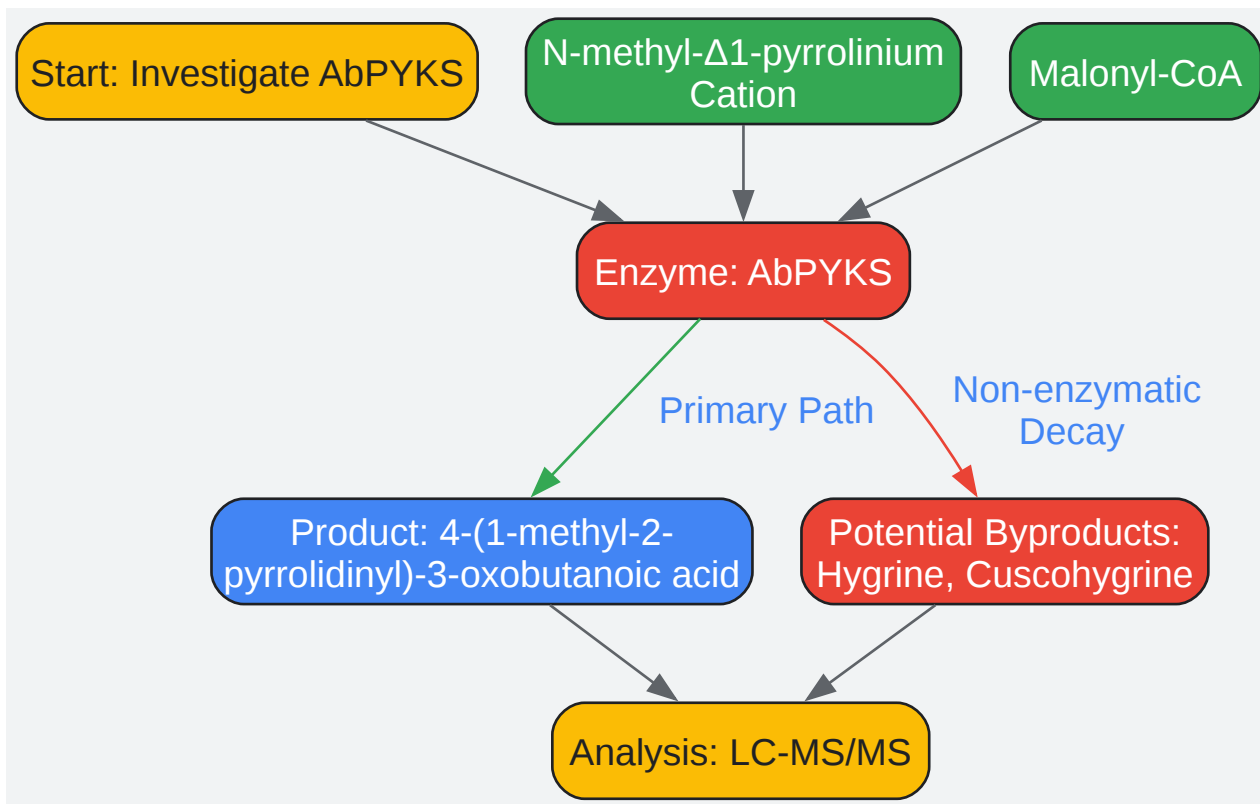 Start: Investigate AbPYKS
N-methyl-Δ1-pyrrolinium
Cation
Malonyl-CoA
Enzyme: AbPYKS
Primary Path
Non-enzymatic
Decay
Product: 4-(1-methyl-2-
pyrrolidinyl)-3-oxobutanoic acid
Potential Byproducts:
Hygrine, Cuscohygrine
Analysis: LC-MS/MS